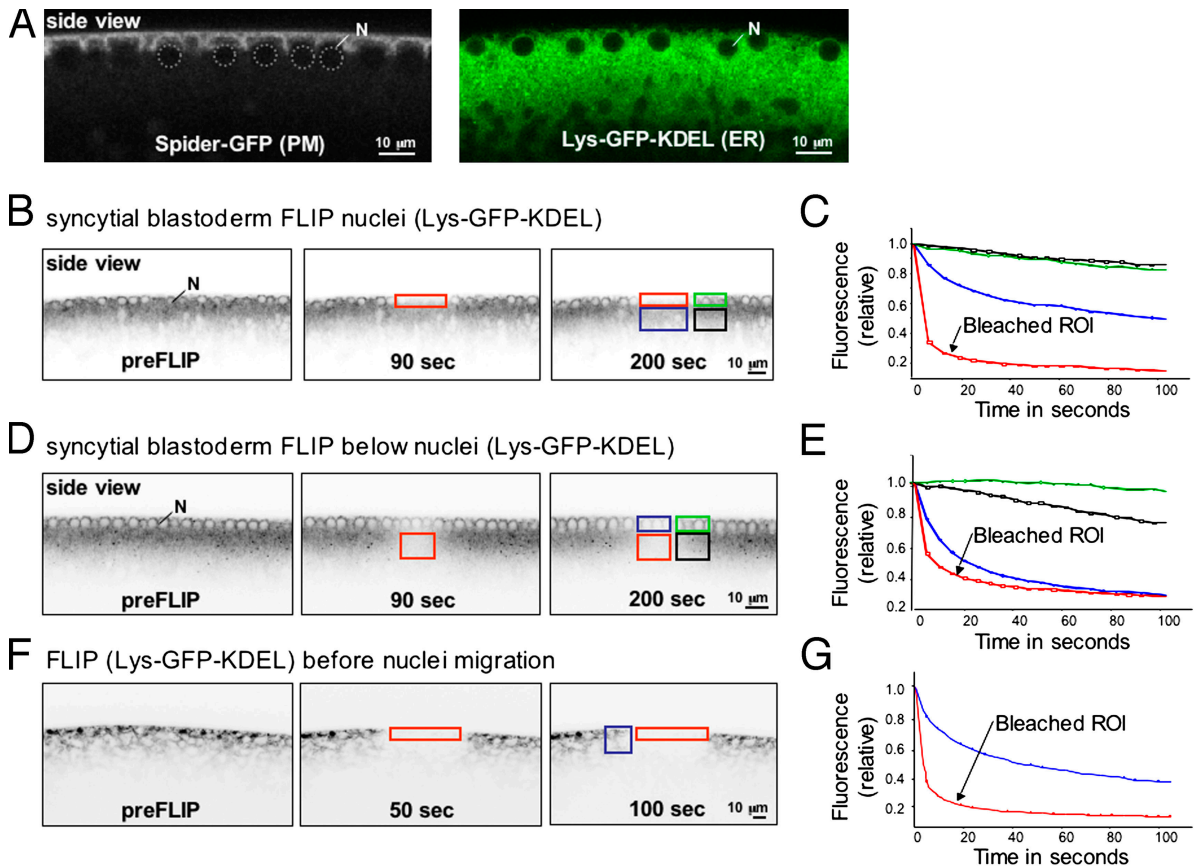 A
side view
N
Spider-GFP (PM)
10 µm
N
Lys-GFP-KDEL (ER)
10 µm
B syncytial blastoderm FLIP nuclei (Lys-GFP-KDEL)
side view
N
preFLIP
90 sec
200 sec
10 µm
C
Fluorescence
(relative)
1.0
0.8
0.6
0.4
0.2
Bleached ROI
0 20 40 60 80 100
Time in seconds
D syncytial blastoderm FLIP below nuclei (Lys-GFP-KDEL)
side view
N
preFLIP
90 sec
200 sec
10 µm
E
Fluorescence
(relative)
1.0
0.8
0.6
0.4
0.2
Bleached ROI
0 20 40 60 80 100
Time in seconds
F FLIP (Lys-GFP-KDEL) before nuclei migration
preFLIP
50 sec
100 sec
10 µm
G
Fluorescence
(relative)
1.0
0.8
0.6
0.4
0.2
Bleached ROI
0 20 40 60 80 100
Time in seconds